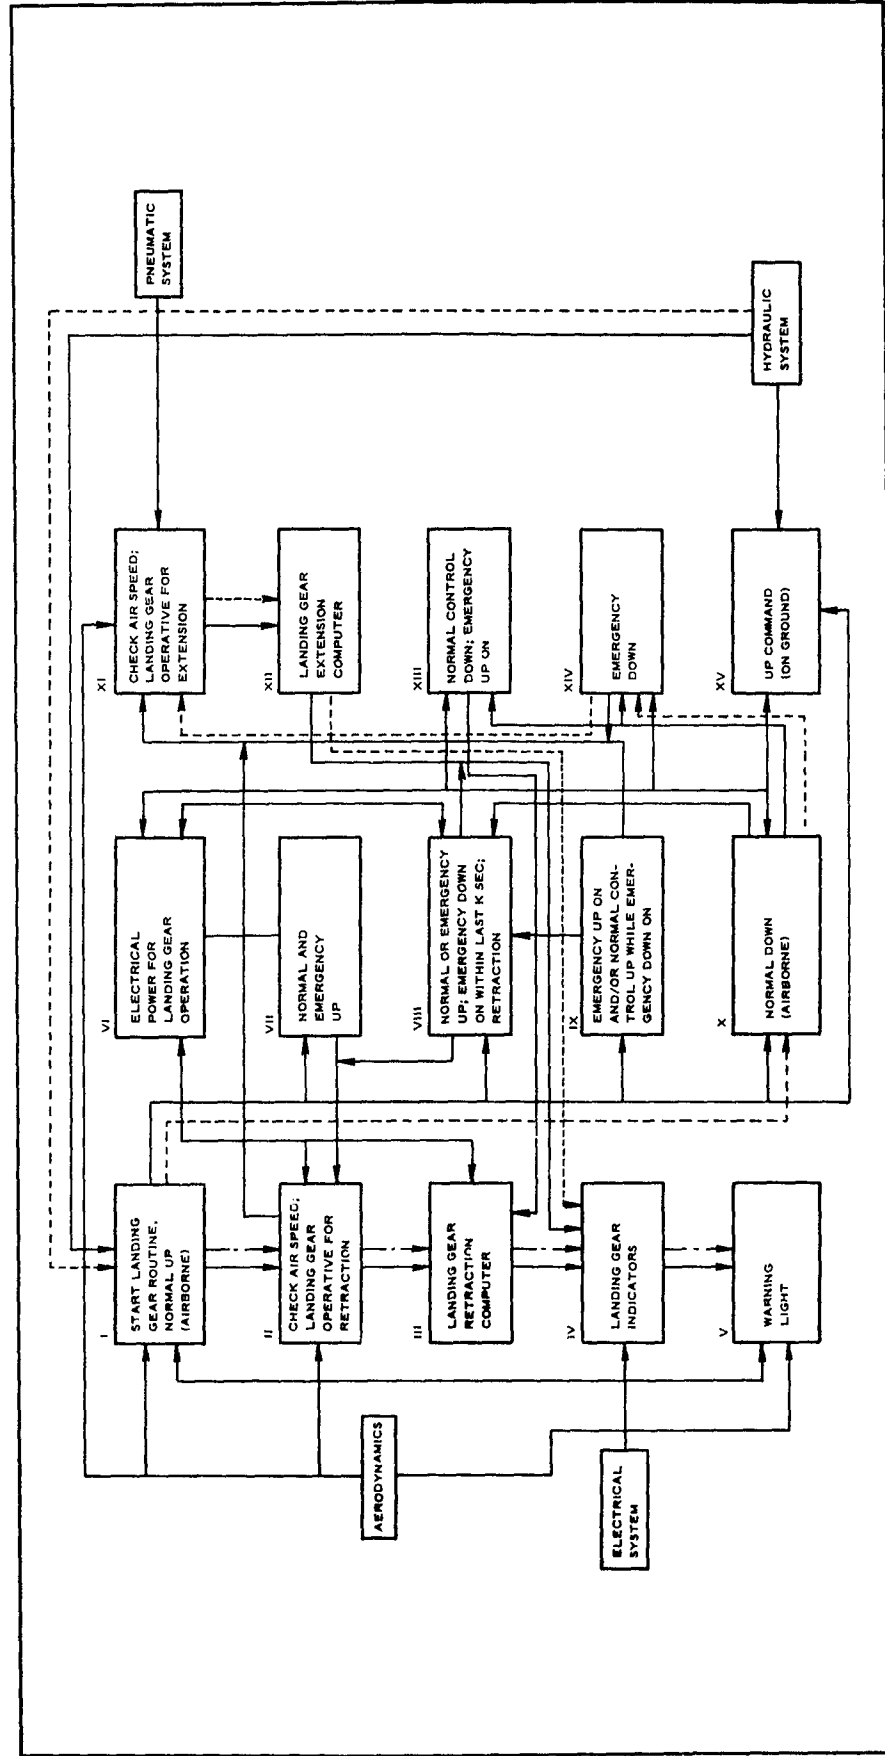 I
START LANDING
GEAR ROUTINE,
NORMAL UP
(AIRBORNE)
II
CHECK AIR SPEED;
LANDING GEAR
OPERATIVE FOR
RETRACTION
III
LANDING GEAR
RETRACTION
COMPUTER
IV
LANDING GEAR
INDICATORS
V
WARNING
LIGHT
AERODYNAMICS
ELECTRICAL
SYSTEM
VI
ELECTRICAL
POWER FOR
LANDING GEAR
OPERATION
VII
NORMAL AND
EMERGENCY
UP
VIII
NORMAL OR EMERGENCY
UP; EMERGENCY DOWN
ON WITHIN LAST K SEC;
RETRACTION
IX
EMERGENCY UP ON
AND/OR NORMAL CON-
TROL UP WHILE EMER-
GENCY DOWN ON
X
NORMAL DOWN
(AIRBORNE)
XI
CHECK AIR SPEED;
LANDING GEAR
OPERATIVE FOR
EXTENSION
XII
LANDING GEAR
EXTENSION
COMPUTER
XIII
NORMAL CONTROL
DOWN; EMERGENCY
UP ON
XIV
EMERGENCY
DOWN
XV
UP COMMAND
(ON GROUND)
PNEUMATIC
SYSTEM
HYDRAULIC
SYSTEM